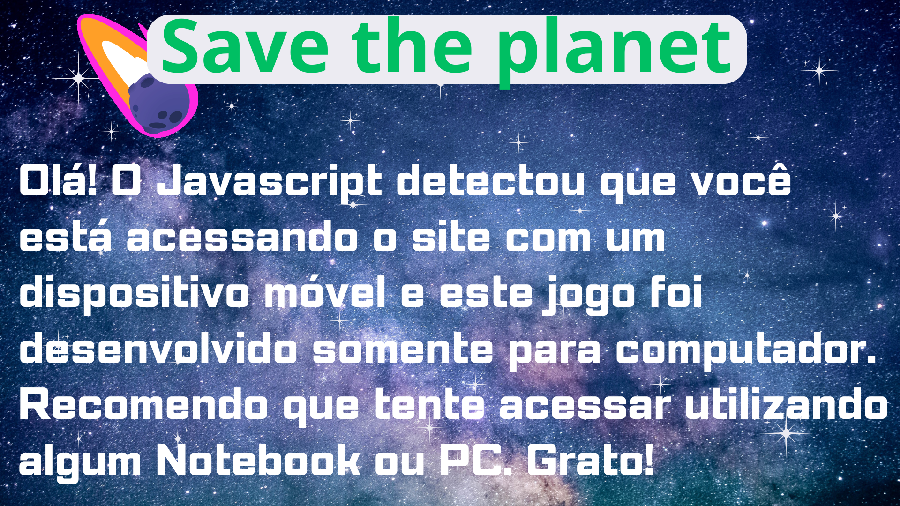 Save the planet
Olá! O Javascript detectou que você
está acessando o site com um
dispositivo móvel e este jogo foi
desenvolvido somente para computador.
Recomendo que tente acessar utilizando
algum Notebook ou PC. Grato!